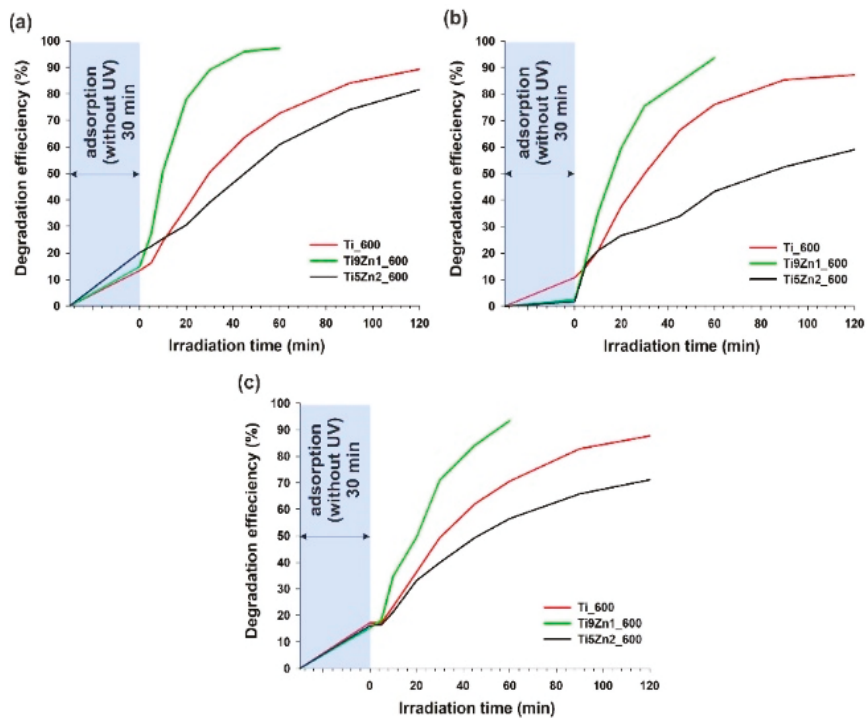 (a)
100
90
80
70
60
50
40
30
20
10
0
Degradation effieciency (%)
adsorption
(without UV)
30 min
Ti_600
Ti9Zn1_600
Ti5Zn2_600
0 20 40 60 80 100 120
Irradiation time (min)
(b)
100
90
80
70
60
50
40
30
20
10
0
Degradation effieciency (%)
adsorption
(without UV)
30 min
Ti_600
Ti9Zn1_600
Ti5Zn2_600
0 20 40 60 80 100 120
Irradiation time (min)
(c)
100
90
80
70
60
50
40
30
20
10
0
Degradation effieciency (%)
adsorption
(without UV)
30 min
Ti_600
Ti9Zn1_600
Ti5Zn2_600
0 20 40 60 80 100 120
Irradiation time (min)